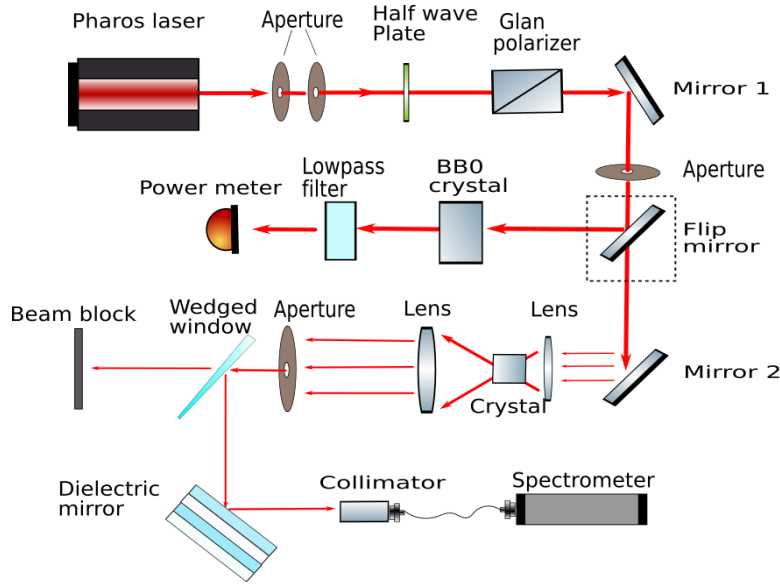 Pharos laser
Aperture
Half wave
Plate
Glan
polarizer
Mirror 1
Aperture
Power meter
Lowpass
filter
BB0
crystal
Flip
mirror
Beam block
Wedged
window
Aperture
Lens
Lens
Crystal
Mirror 2
Dielectric
mirror
Collimator
Spectrometer